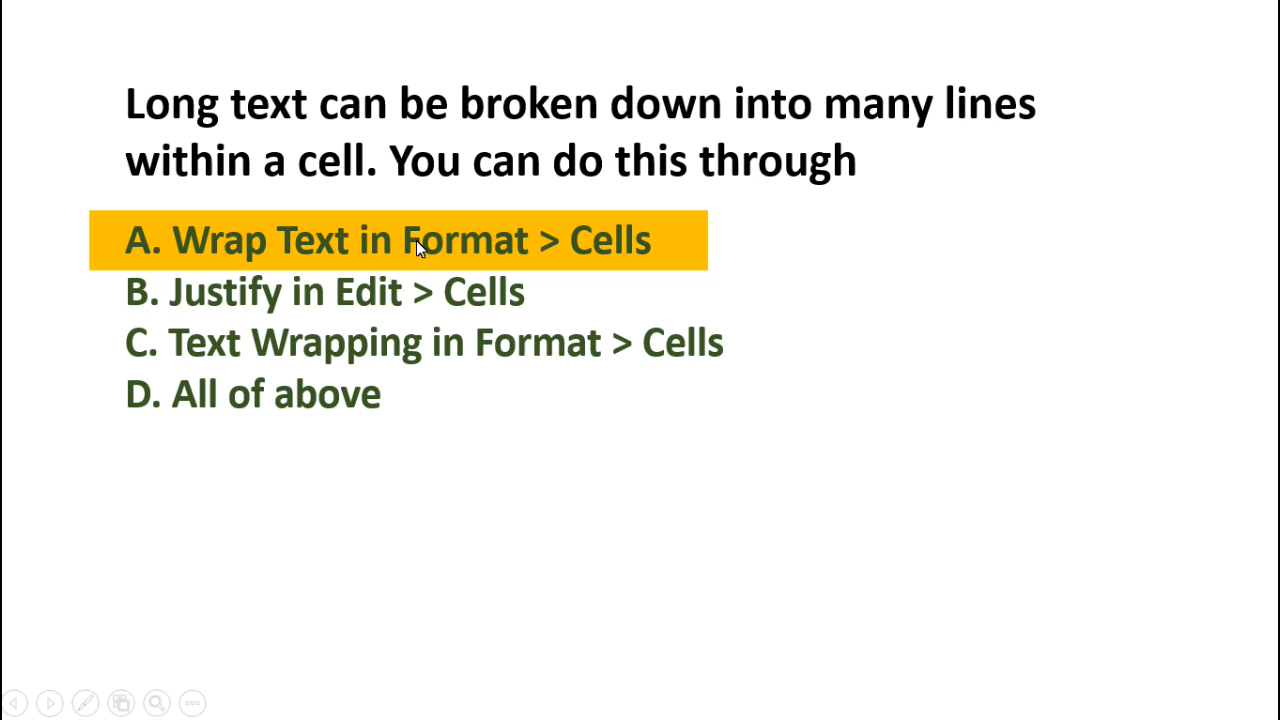 Long text can be broken down into many lines
within a cell. You can do this through
A. Wrap Text in Format > Cells
B. Justify in Edit > Cells
C. Text Wrapping in Format > Cells
D. All of above